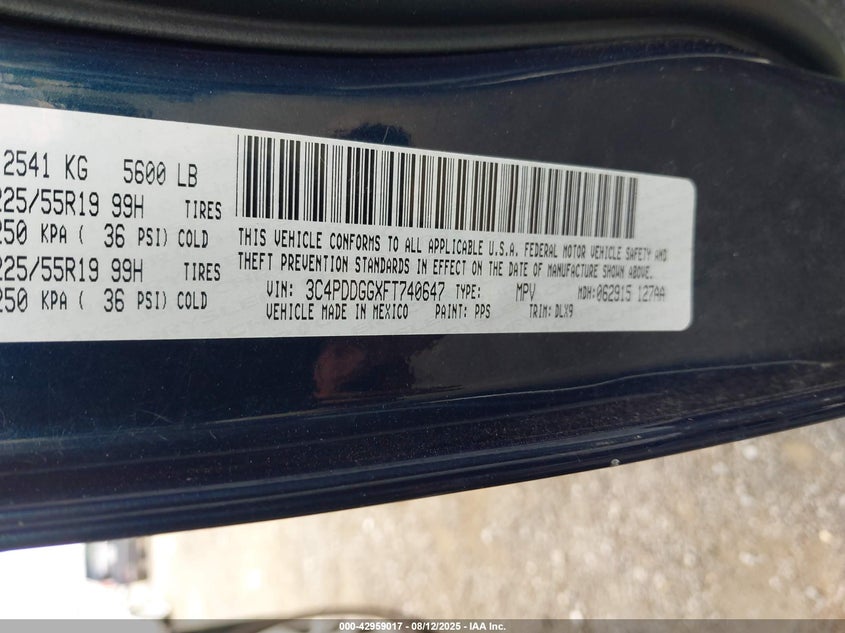 2541 KG 5600 LB
225/55R19 99H TIRES
250 KPA ( 36 PSI) COLD
225/55R19 99H TIRES
250 KPA ( 36 PSI) COLD
THIS VEHICLE CONFORMS TO ALL APPLICABLE U.S.A. FEDERAL MOTOR VEHICLE SAFETY AND
THEFT PREVENTION STANDARDS IN EFFECT ON THE DATE OF MANUFACTURE SHOWN ABOVE.
VIN: 3C4PDDGGXFT740647 TYPE: MPV MDH:062915 127AA
VEHICLE MADE IN MEXICO PAINT: PPS TRIM: DLX9
000-42959017 - 08/12/2025 - IAA Inc.